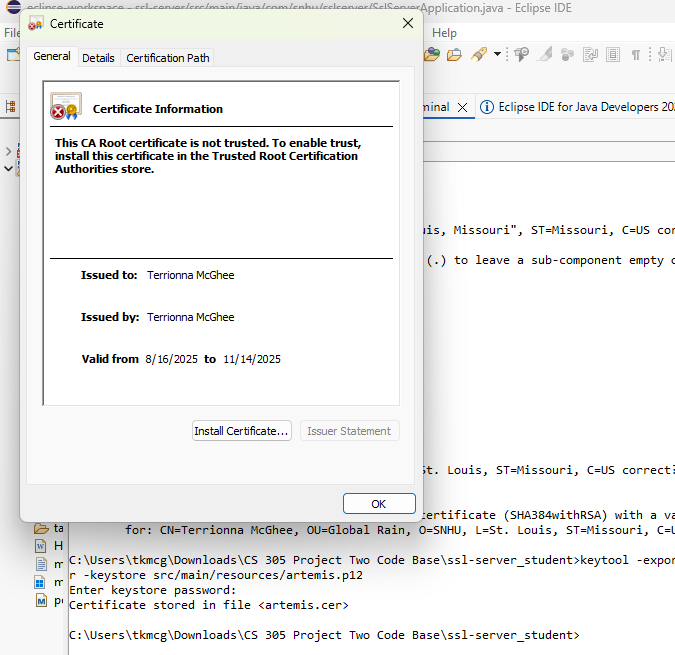 eclipse-workspace - ssl-server/src/main/java/com/snhu/sslserver/SslServerApplication.java - Eclipse IDE
Certificate
File
Help
General
Details
Certification Path
Certificate Information
This CA Root certificate is not trusted. To enable trust,
install this certificate in the Trusted Root Certification
Authorities store.
Issued to: Terrionna McGhee
Issued by: Terrionna McGhee
Valid from 8/16/2025 to 11/14/2025
Install Certificate...
Issuer Statement
OK
minal
Eclipse IDE for Java Developers 202
uis, Missouri", ST=Missouri, C=US cor
(.) to leave a sub-component empty
St. Louis, ST=Missouri, C=US correct?
certificate (SHA384withRSA) with a va
for: CN=Terrionna McGhee, OU=Global Rain, O=SNHU, L=St. Louis, ST=Missouri, C=U
C:\Users\tkmcg\Downloads\CS 305 Project Two Code Base\ssl-server_student>keytool -expor
r -keystore src/main/resources/artemis.p12
Enter keystore password:
Certificate stored in file <artemis.cer>
C:\Users\tkmcg\Downloads\CS 305 Project Two Code Base\ssl-server_student>
ta
H
m
m